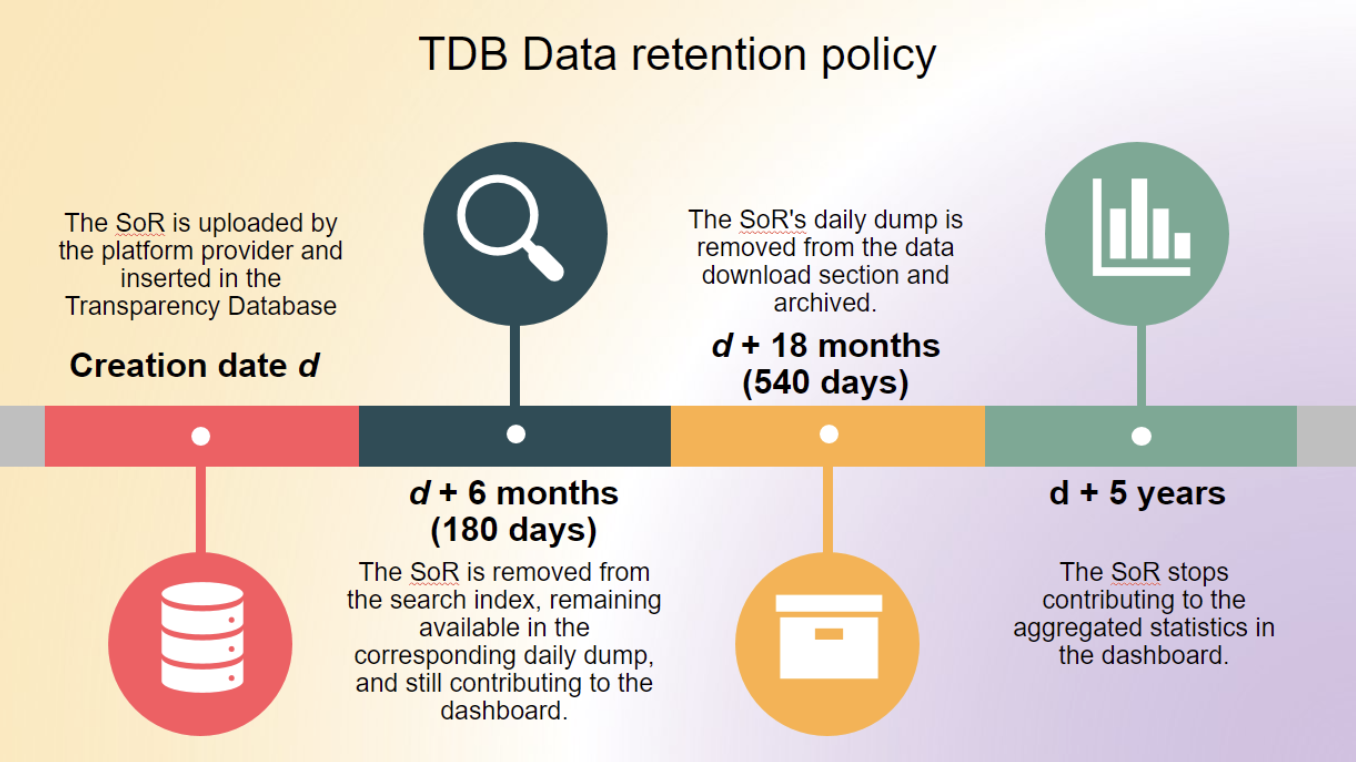 TDB Data retention policy
The SoR is uploaded by
the platform provider and
inserted in the
Transparency Database
Creation date d
d + 6 months
(180 days)
The SoR is removed from
the search index, remaining
available in the
corresponding daily dump,
and still contributing to the
dashboard.
The SoR's daily dump is
removed from the data
download section and
archived.
d + 18 months
(540 days)
d + 5 years
The SoR stops
contributing to the
aggregated statistics in
the dashboard.